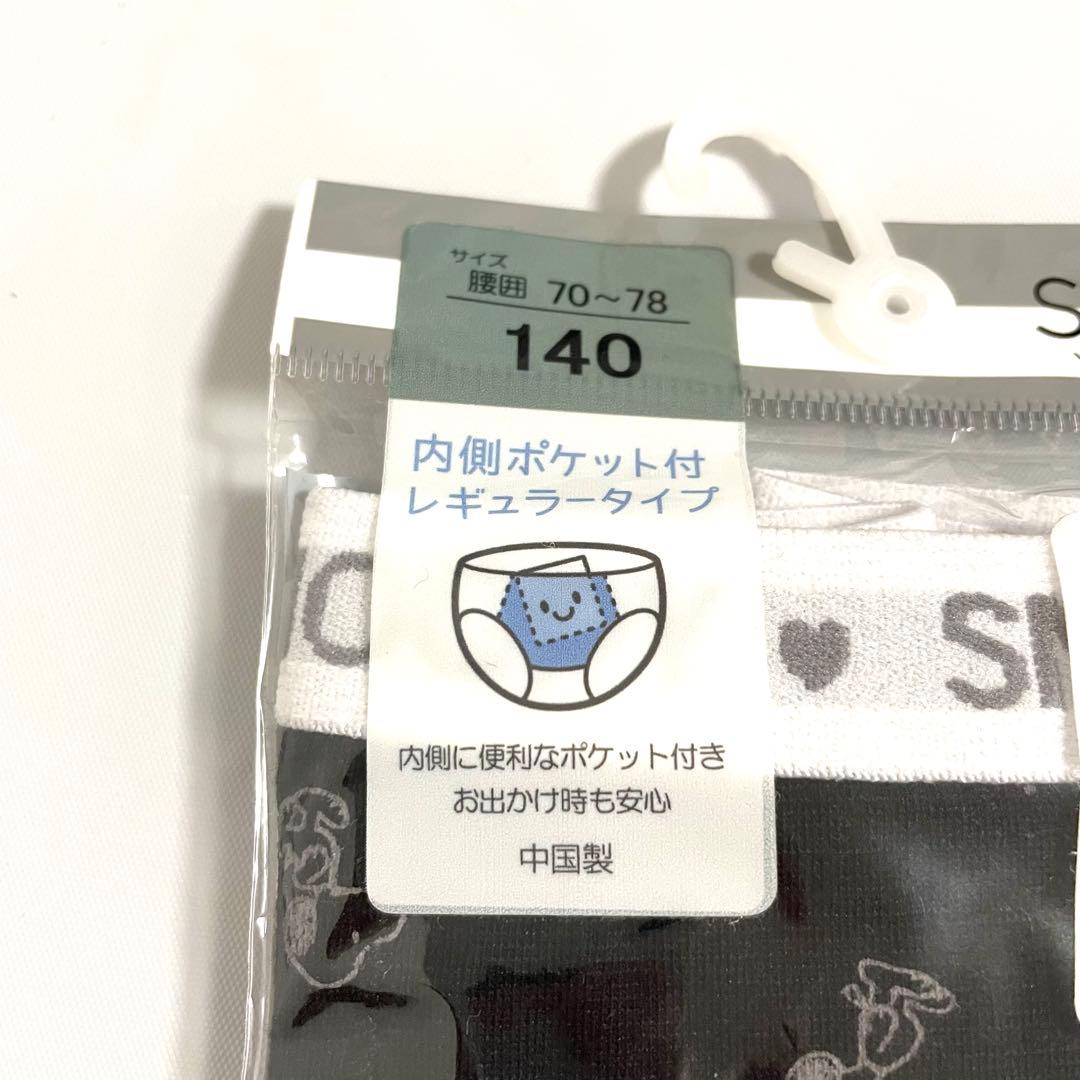 サイズ
腰囲 70～78
140
内側ポケット付
レギュラータイプ
内側に便利なポケット付き
お出かけ時も安心
中国製